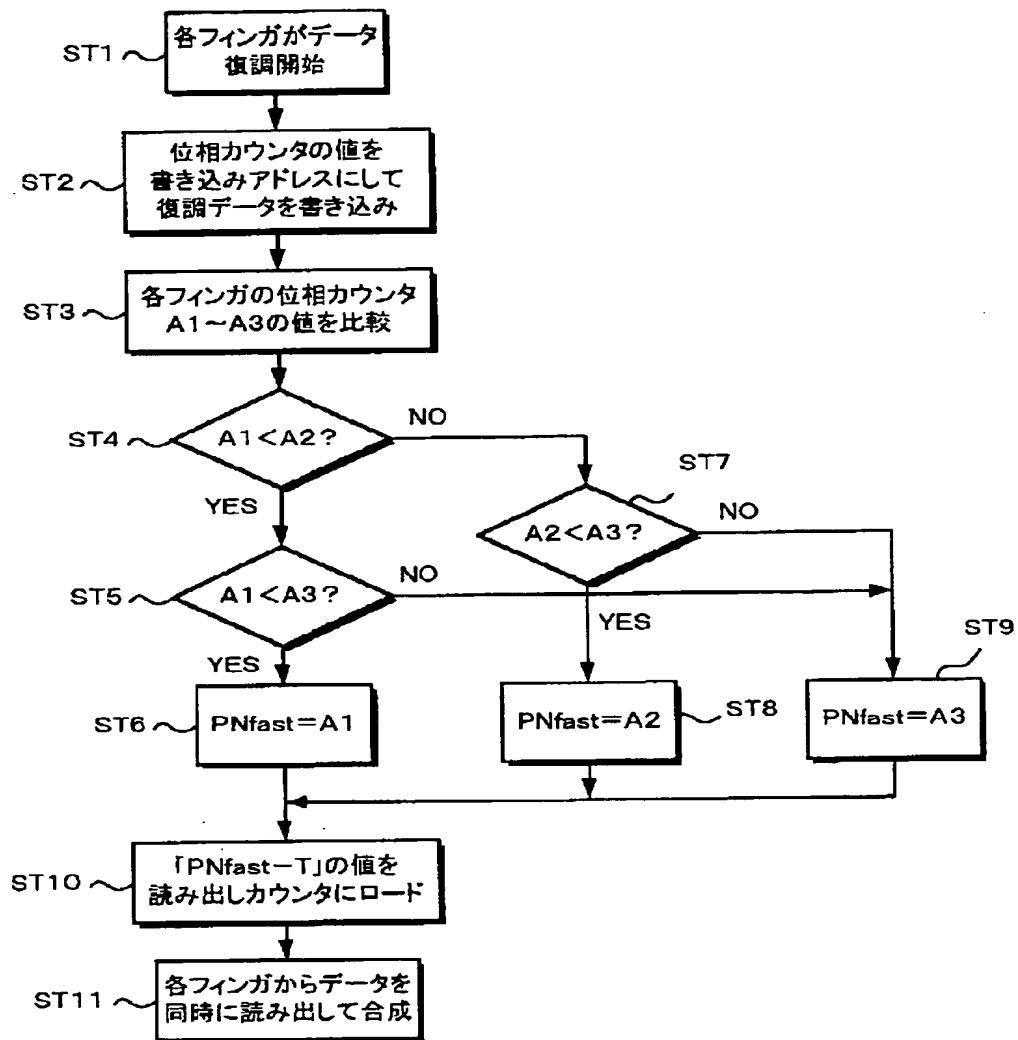 ST1
各フィンガがデータ
復調開始
ST2
位相カウンタの値を
書き込みアドレスにして
復調データを書き込み
ST3
各フィンガの位相カウンタ
A1〜A3の値を比較
ST4
A1<A2?
NO
YES
ST7
A2<A3?
NO
YES
ST5
A1<A3?
NO
YES
ST6
PNfast=A1
PNfast=A2
ST8
ST9
PNfast=A3
ST10
「PNfast−T」の値を
読み出しカウンタにロード
ST11
各フィンガからデータを
同時に読み出して合成